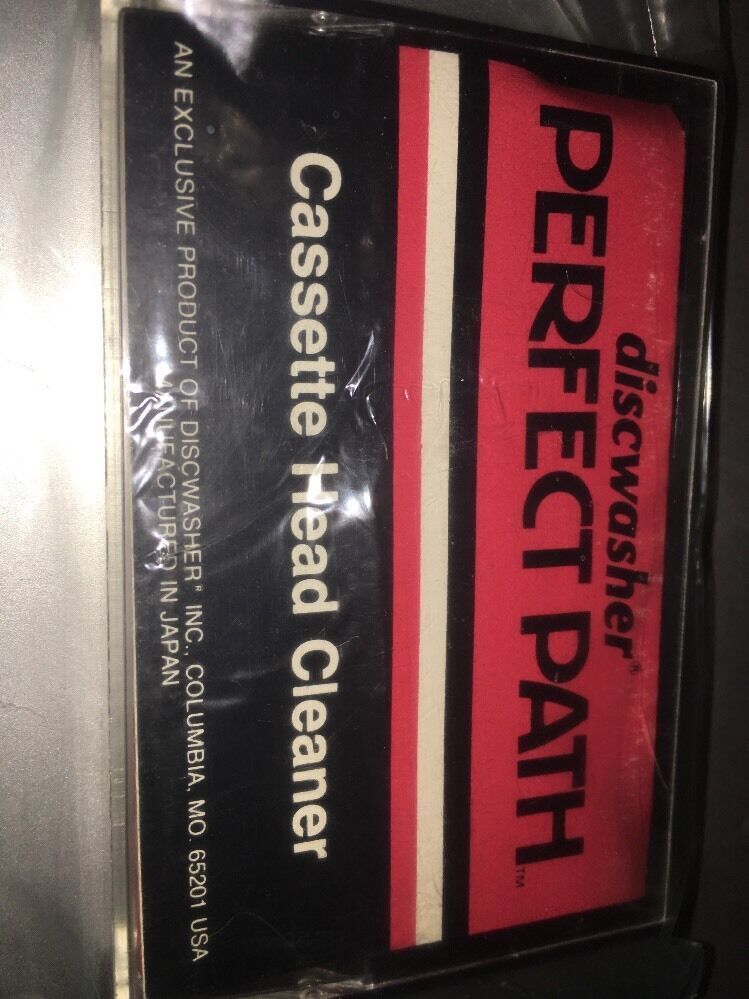 discwasher®
PERFECT PATH™
Cassette Head Cleaner
AN EXCLUSIVE PRODUCT OF DISCWASHER® INC., COLUMBIA, MO. 65201 USA
MANUFACTURED IN JAPAN